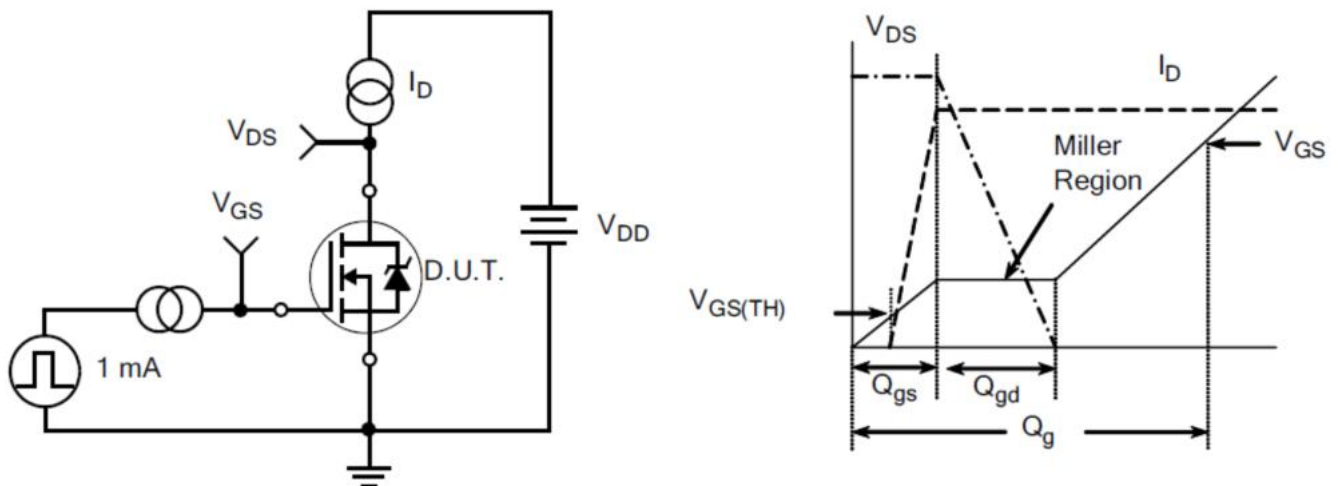 I_D
V_DS
V_GS
V_DD
D.U.T.
1 mA
V_DS
I_D
Miller
Region
V_GS
V_GS(TH)
Q_gs
Q_gd
Q_g